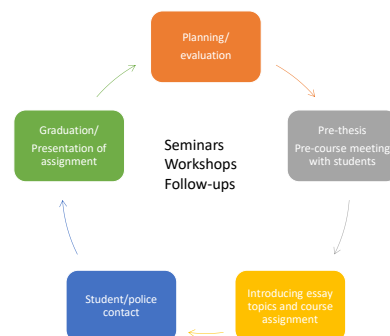 Planning/
evaluation
Pre-thesis
Pre-course meeting
with students
Introducing essay
topics and course
assignment
Student/police
contact
Graduation/
Presentation of
assignment
Seminars
Workshops
Follow-ups